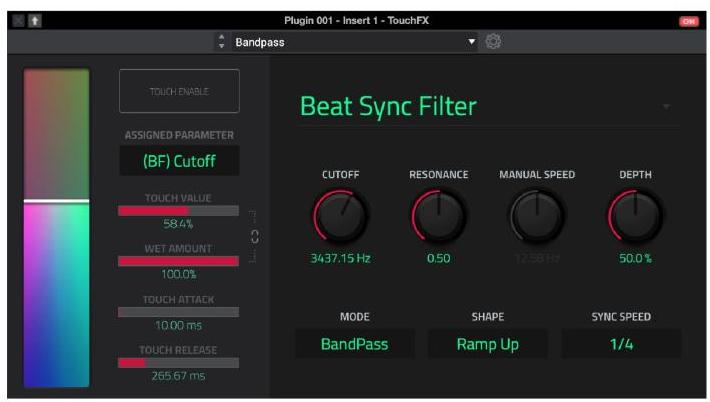 Plugin 001 - Insert 1 - TouchFX
ON
Bandpass
TOUCH ENABLE
ASSIGNED PARAMETER
(BF) Cutoff
TOUCH VALUE
58.4%
WET AMOUNT
100.0%
TOUCH ATTACK
10.00 ms
TOUCH RELEASE
265.67 ms
Beat Sync Filter
CUTOFF RESONANCE MANUAL SPEED DEPTH
3437.15 Hz 0.50 12.58 Hz 50.0 %
MODE SHAPE SYNC SPEED
BandPass Ramp Up 1/4